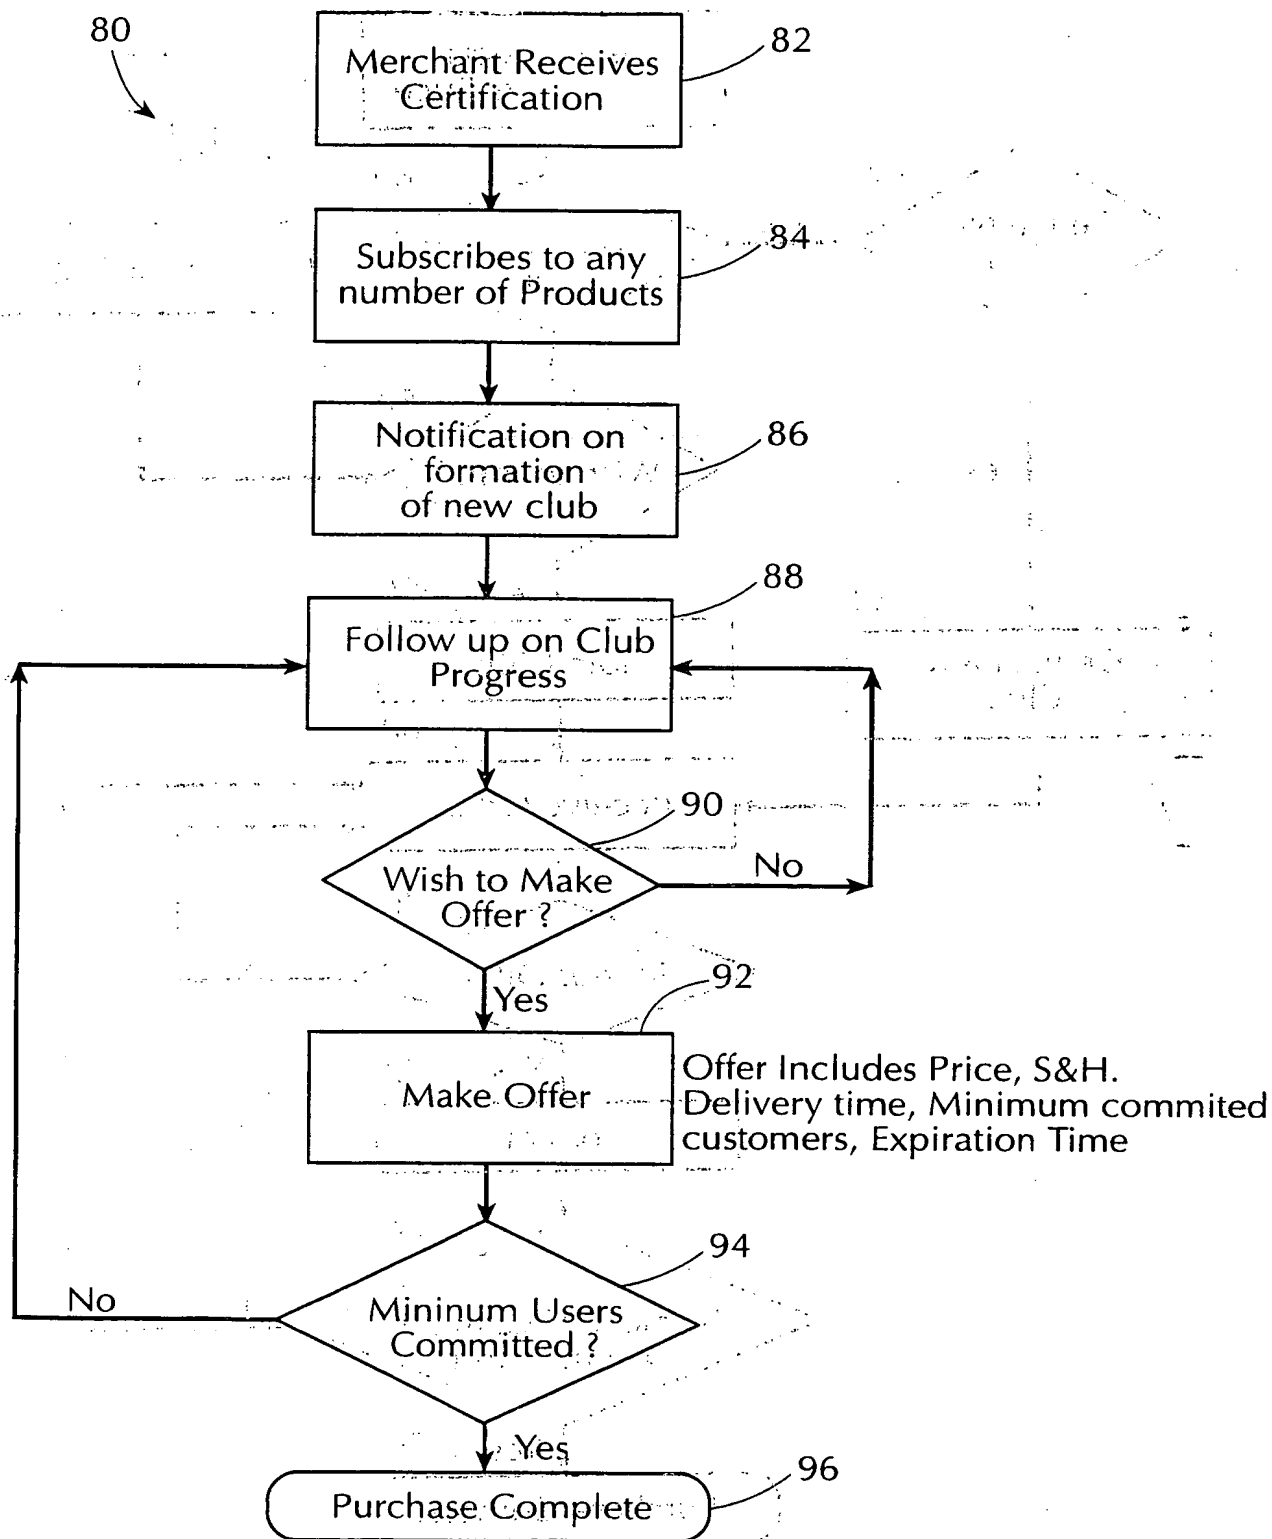 80
82
Merchant Receives
Certification
84
Subscribes to any
number of Products
86
Notification on
formation
of new club
88
Follow up on Club
Progress
90
No
Wish to Make
Offer ?
92
Yes
Offer Includes Price, S&H.
Make Offer
Delivery time, Minimum commited
customers, Expiration Time
94
No
Mininum Users
Committed ?
Yes
96
Purchase Complete